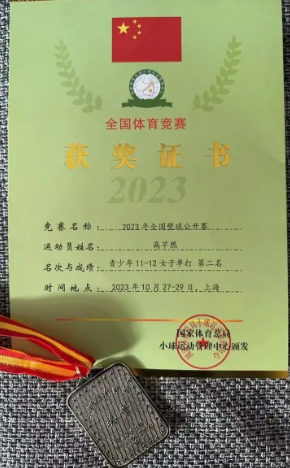 全国体育竞赛
获奖证书
2023
竞赛名称：2023年全国壁球公开赛
运动员姓名：高芊然
名次与成绩：青少年11-12女子单打 第二名
时间地点：2023年10月27-29日，上海
国家体育总局
小球运动管理中心颁发